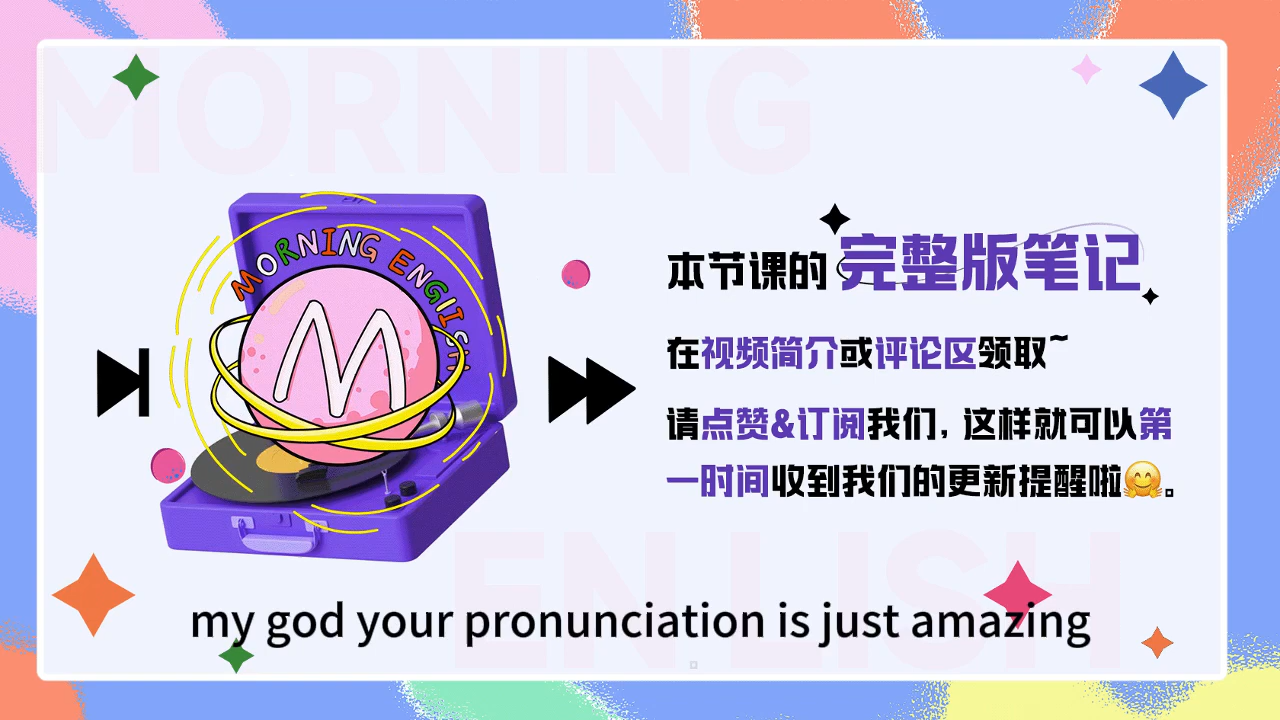 MORNING
MORNING ENGLISH
M
本节课的 完整版笔记
在视频简介或评论区领取~
请点赞&订阅我们，这样就可以第
一时间收到我们的更新提醒啦🤗。
EN LISH
my god your pronunciation is just amazing